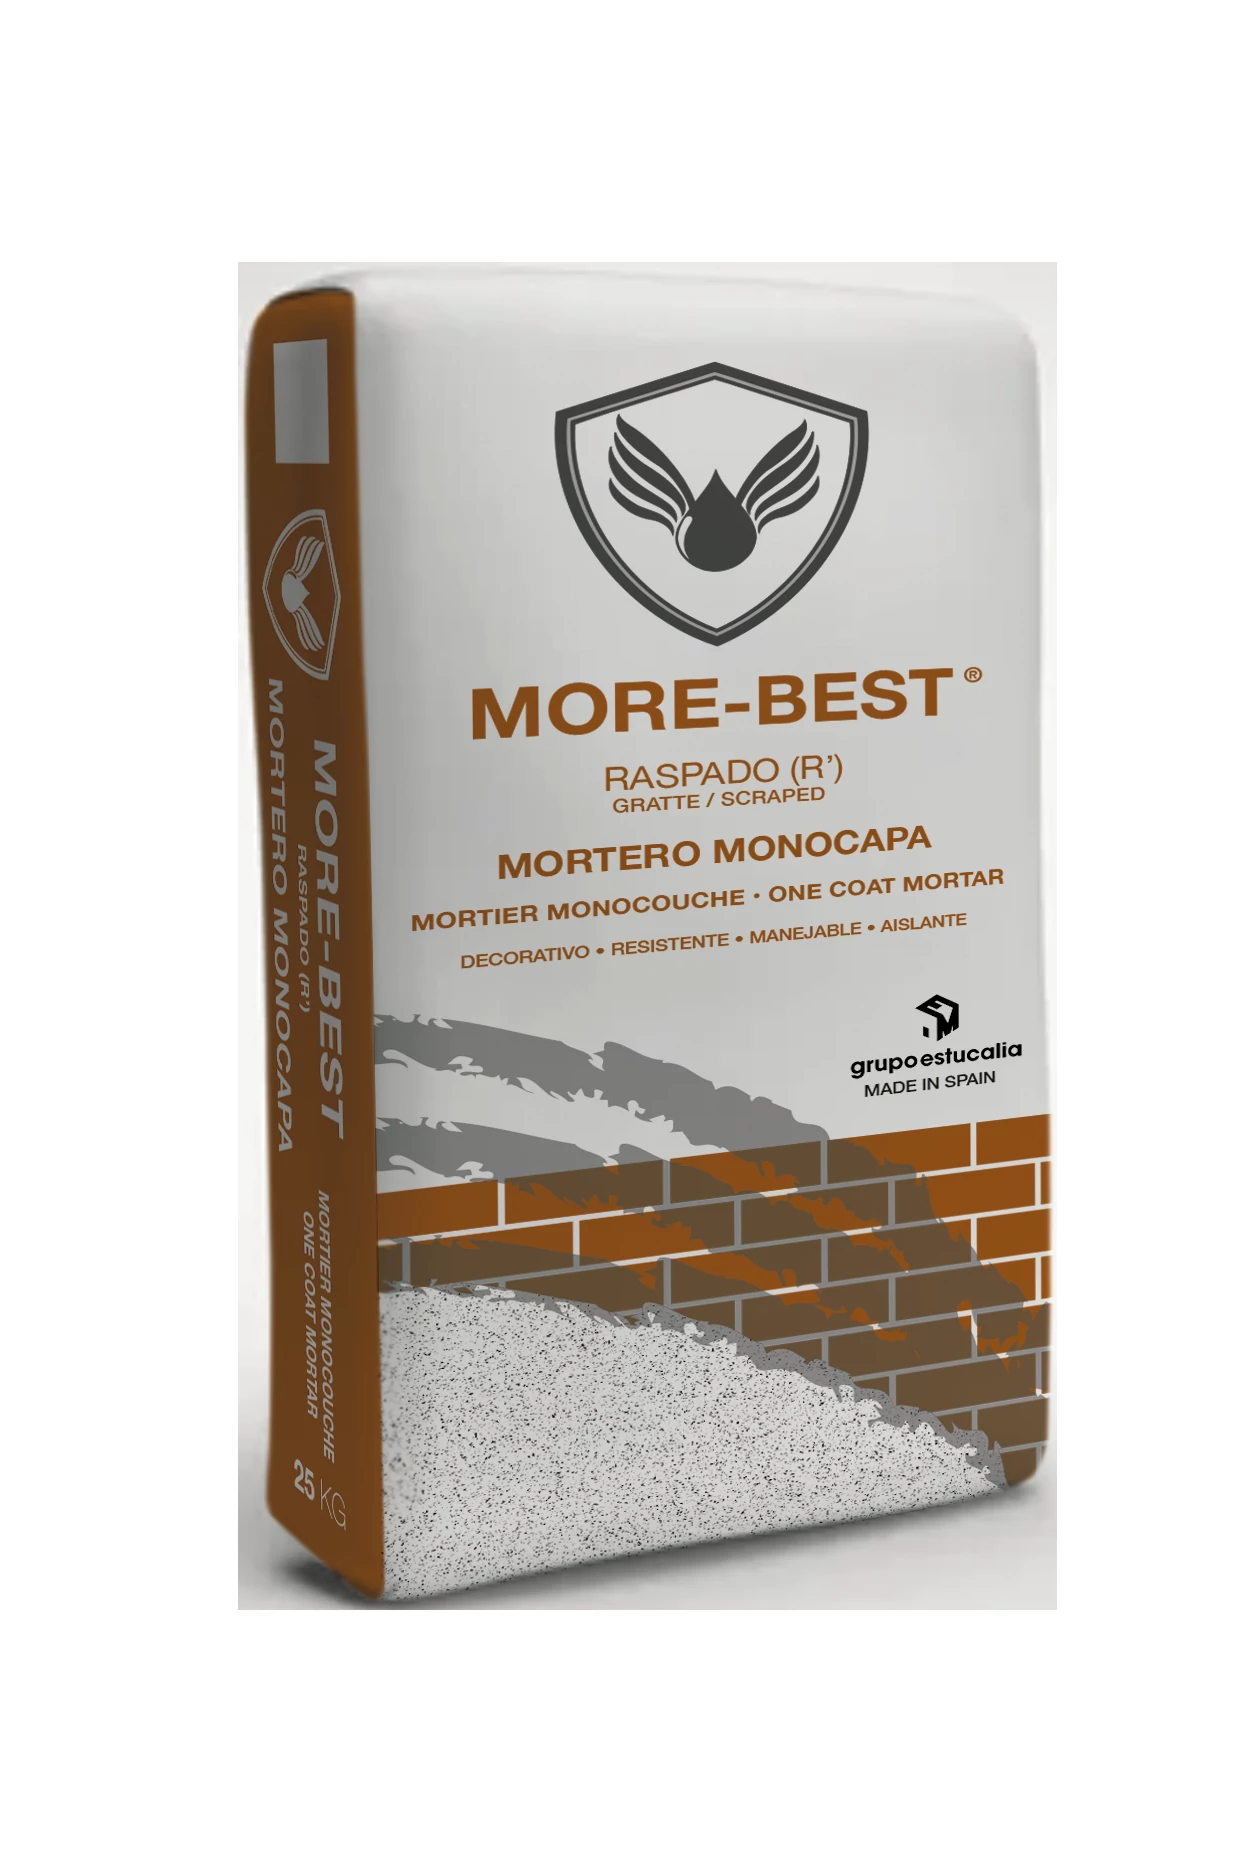 MORE-BEST®
RASPADO (R’)
GRATTE / SCRAPED
MORTERO MONOCAPA
MORTIER MONOCOUCHE · ONE COAT MORTAR
DECORATIVO • RESISTENTE • MANEJABLE • AISLANTE
grupoestucalia
MADE IN SPAIN
MORE-BEST
RASPADO (R’)
MORTERO MONOCAPA
MORTIER MONOCOUCHE
ONE COAT MORTAR
25 KG